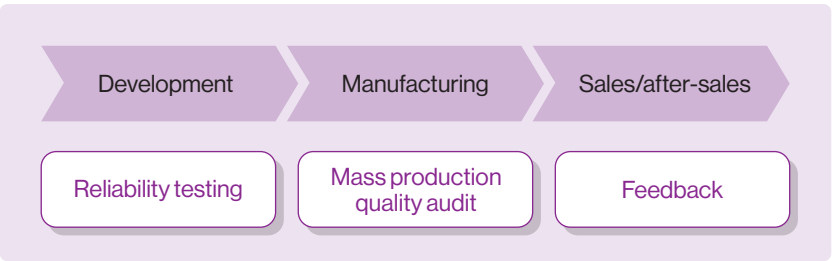 Development
Manufacturing
Sales/after-sales
Reliability testing
Mass production
quality audit
Feedback